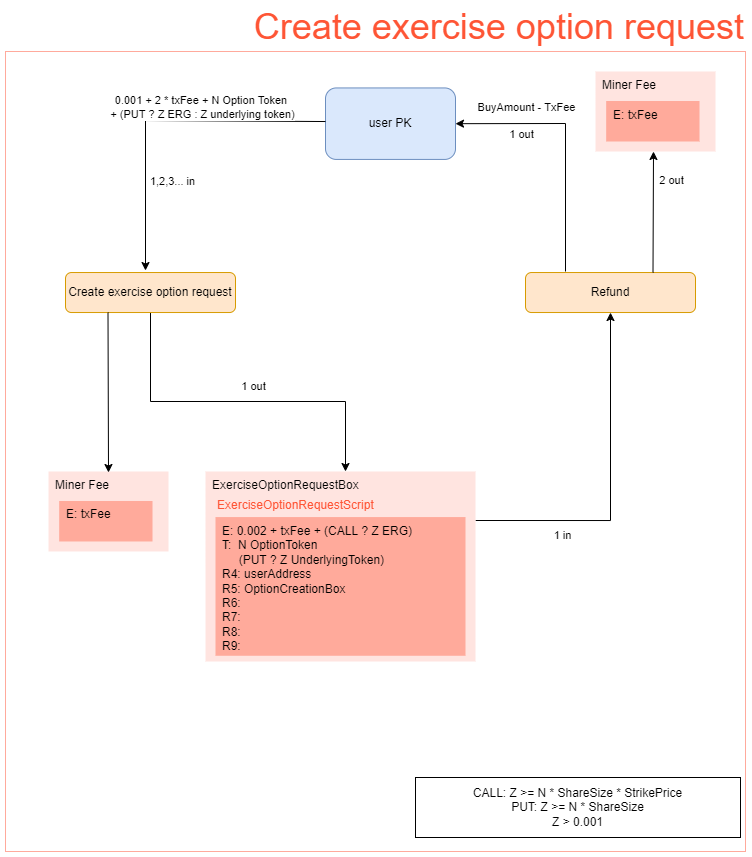 Create exercise option request
0.001 + 2 * txFee + N Option Token
+ (PUT ? Z ERG : Z underlying token)
user PK
BuyAmount - TxFee
1 out
Miner Fee
E: txFee
1,2,3... in
2 out
Create exercise option request
Refund
1 out
Miner Fee
E: txFee
ExerciseOptionRequestBox
ExerciseOptionRequestScript
E: 0.002 + txFee + (CALL ? Z ERG)
T: N OptionToken
(PUT ? Z UnderlyingToken)
R4: userAddress
R5: OptionCreationBox
R6:
R7:
R8:
R9:
1 in
CALL: Z >= N * ShareSize * StrikePrice
PUT: Z >= N * ShareSize
Z > 0.001